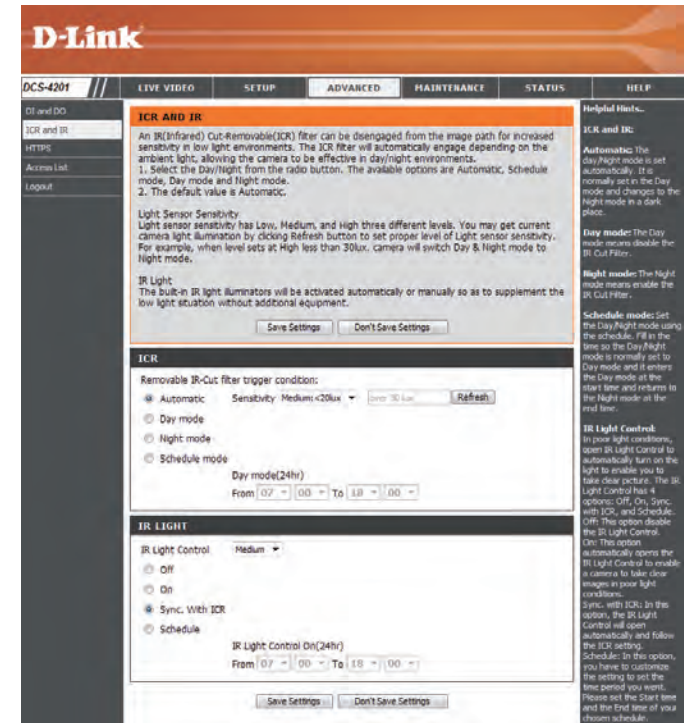 D-Link
DCS-4201 // LIVE VIDEO SETUP ADVANCED MAINTENANCE STATUS HELP
DI and DO
ICR and IR
HTTPS
Access List
Logout
ICR AND IR
An IR(Infrared) Cut-Removable(ICR) filter can be disengaged from the image path for increased
sensitivity in low light environments. The ICR filter will automatically engage depending on the
ambient light, allowing the camera to be effective in day/night environments.
1. Select the Day/Night from the radio button. The available options are Automatic, Schedule
mode, Day mode and Night mode.
2. The default value is Automatic.
Light Sensor Sensitivity
Light sensor sensitivity has Low, Medium, and High three different levels. You may get current
camera light illumination by clicking Refresh button to set proper level of Light sensor sensitivity.
For example, when level sets at High less than 30lux. camera will switch Day & Night mode to
Night mode.
IR Light
The built-in IR light illuminators will be activated automatically or manually so as to supplement the
low light situation without additional equipment.
Save Settings Don't Save Settings
ICR
Removable IR-Cut filter trigger condition:
Automatic Sensitivity Medium:<20lux over 30 lux Refresh
Day mode
Night mode
Schedule mode
Day mode(24hr)
From 07 00 To 18 00
IR LIGHT
IR Light Control Medium
Off
On
Sync. With ICR
Schedule
IR Light Control On(24hr)
From 07 00 To 18 00
Save Settings Don't Save Settings
Helpful Hints..
ICR and IR:
Automatic: The
day/Night mode is set
automatically. It is
normally set in the Day
mode and changes to the
Night mode in a dark
place.
Day mode: The Day
mode means disable the
IR Cut Filter.
Night mode: The Night
mode means enable the
IR Cut Filter.
Schedule mode: Set
the Day/Night mode using
the schedule. Fill in the
time so the Day/Night
mode is normally set to
Day mode and it enters
the Day mode at the
start time and returns to
the Night mode at the
end time.
IR Light Control:
In poor light conditions,
open IR Light Control to
automatically turn on the
light to enable you to
take clear picture. The IR
Light Control has 4
options: Off, On, Sync.
with ICR, and Schedule.
Off: This option disable
the IR Light Control.
On: This option
automatically opens the
IR Light Control to enable
a camera to take clear
images in poor light
conditions.
Sync. with ICR: In this
option, the IR Light
Control will open
automatically and follow
the ICR setting.
Schedule: In this option,
you have to customize
the setting to set the
time period you went.
Please set the Start time
and the End time of your
chosen schedule.